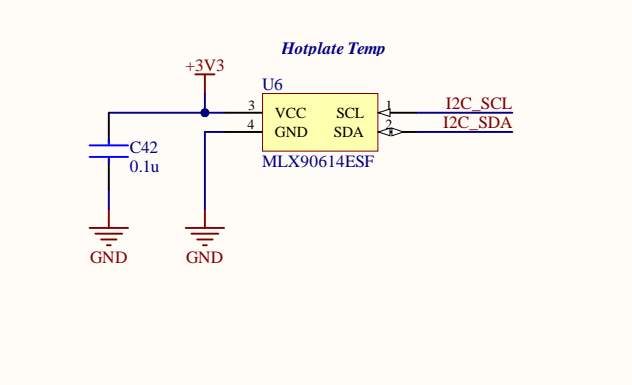 Hotplate Temp
+3V3
U6
3 VCC SCL 1 I2C_SCL
4 GND SDA 2 I2C_SDA
MLX90614ESF
C42
0.1u
GND GND